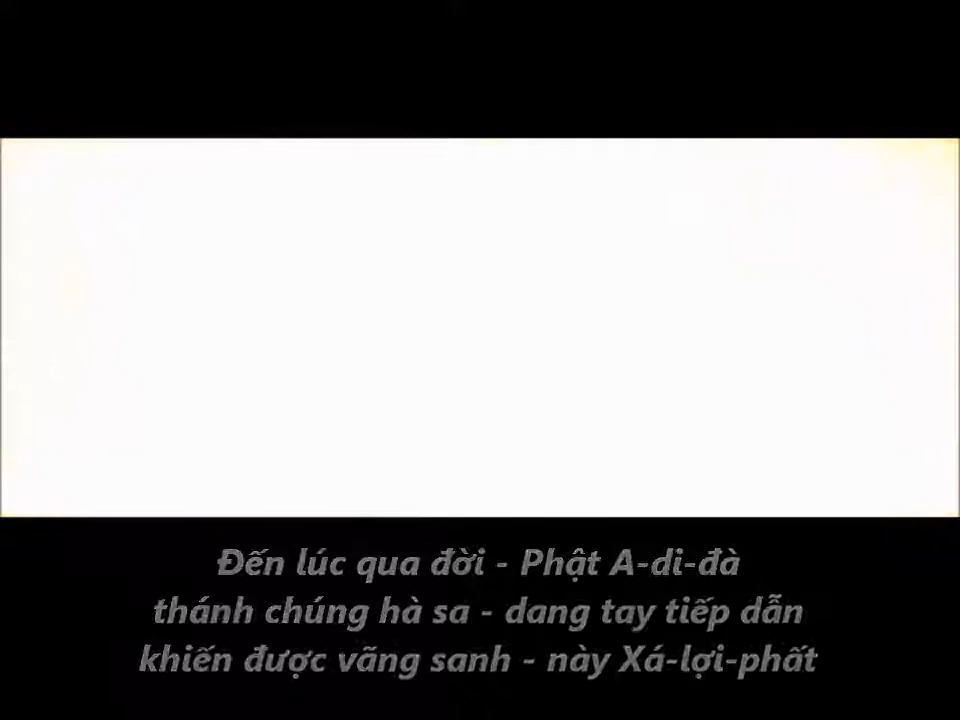 Đến lúc qua đời - Phật A-di-đà
thánh chúng hà sa - dang tay tiếp dẫn
khiến được vãng sanh - này Xá-lợi-phất